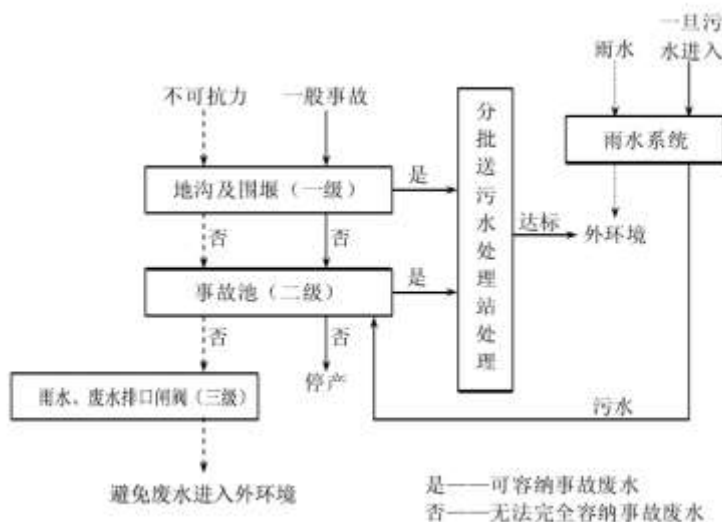 一旦污
水进入
雨水
不可抗力
一般事故
雨水系统
地沟及围堰（一级）
是
分批送污水处理站处理
达标
外环境
否
否
事故池（二级）
是
否
否
停产
雨水、废水排口闸阀（三级）
污水
避免废水进入外环境
是——可容纳事故废水
否——无法完全容纳事故废水